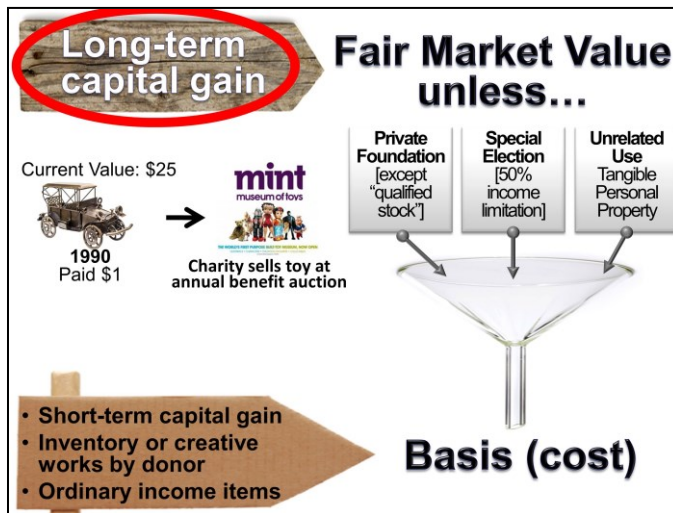 Long-term
capital gain
Fair Market Value
unless…
Private
Foundation
[except
“qualified
stock”]
Special
Election
[50%
income
limitation]
Unrelated
Use
Tangible
Personal
Property
Current Value: $25
1990
Paid $1
mint
museum of toys
Charity sells toy at
annual benefit auction
• Short-term capital gain
• Inventory or creative
works by donor
• Ordinary income items
Basis (cost)